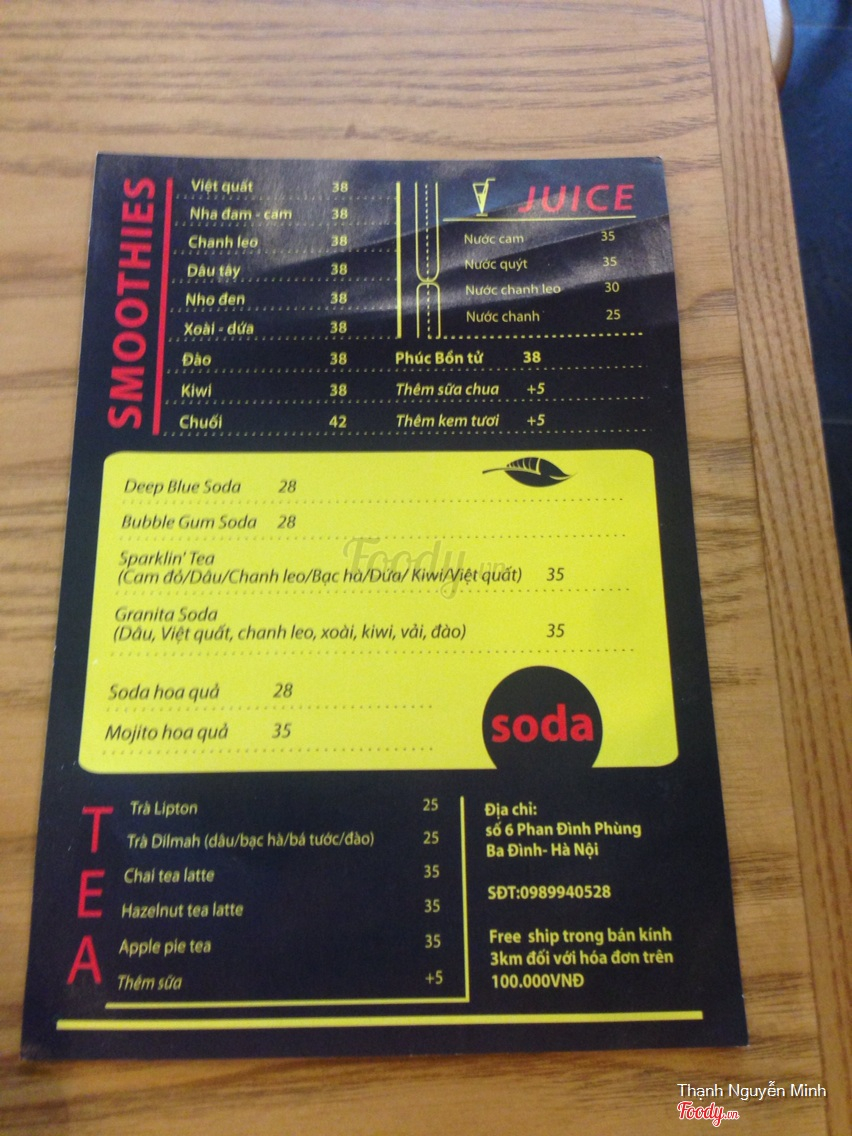 SMOOTHIES
Việt quất 38
Nha đam - cam 38
Chanh leo 38
Dâu tây 38
Nho đen 38
Xoài - dứa 38
Đào 38
Kiwi 38
Chuối 42
Phúc Bồn tử 38
Thêm sữa chua +5
Thêm kem tươi +5
JUICE
Nước cam 35
Nước quýt 35
Nước chanh leo 30
Nước chanh 25
Deep Blue Soda 28
Bubble Gum Soda 28
Sparklin' Tea
(Cam đỏ/Dâu/Chanh leo/Bạc hà/Dứa/ Kiwi/Việt quất) 35
Granita Soda
(Dâu, Việt quất, chanh leo, xoài, kiwi, vải, đào) 35
Soda hoa quả 28
Mojito hoa quả 35
soda
TEA
Trà Lipton 25
Trà Dilmah (dâu/bạc hà/bá tước/đào) 25
Chai tea latte 35
Hazelnut tea latte 35
Apple pie tea 35
Thêm sữa +5
Địa chỉ:
số 6 Phan Đình Phùng
Ba Đình- Hà Nội
SĐT:0989940528
Free ship trong bán kính
3km đối với hóa đơn trên
100.000VNĐ
Foody.vn
Thạnh Nguyễn Minh
Foody.vn